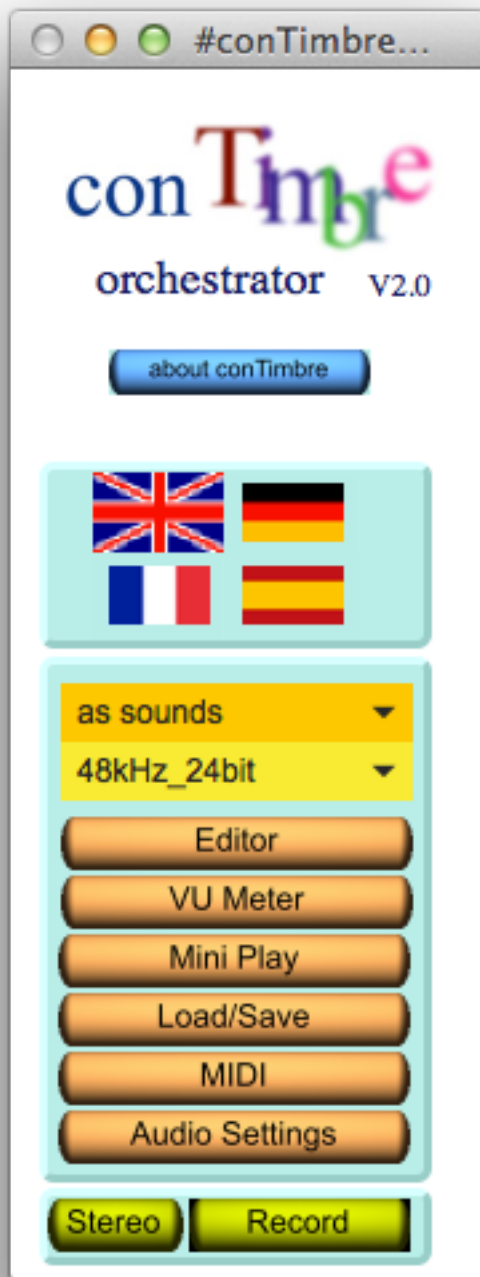 #conTimbre...
conTimbre
orchestrator V2.0
about conTimbre
as sounds
48kHz_24bit
Editor
VU Meter
Mini Play
Load/Save
MIDI
Audio Settings
Stereo Record